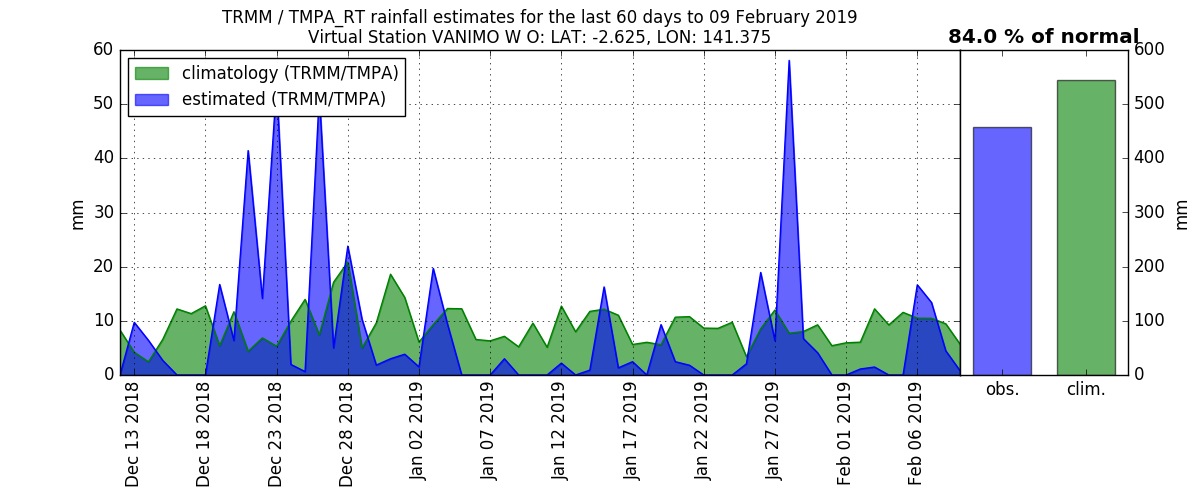 TRMM / TMPA_RT rainfall estimates for the last 60 days to 09 February 2019
Virtual Station VANIMO W O: LAT: -2.625, LON: 141.375
84.0 % of normal
climatology (TRMM/TMPA)
estimated (TRMM/TMPA)
60
50
40
30
20
10
0
mm
Dec 13 2018
Dec 18 2018
Dec 23 2018
Dec 28 2018
Jan 02 2019
Jan 07 2019
Jan 12 2019
Jan 17 2019
Jan 22 2019
Jan 27 2019
Feb 01 2019
Feb 06 2019
obs.
clim.
600
500
400
300
200
100
0
mm